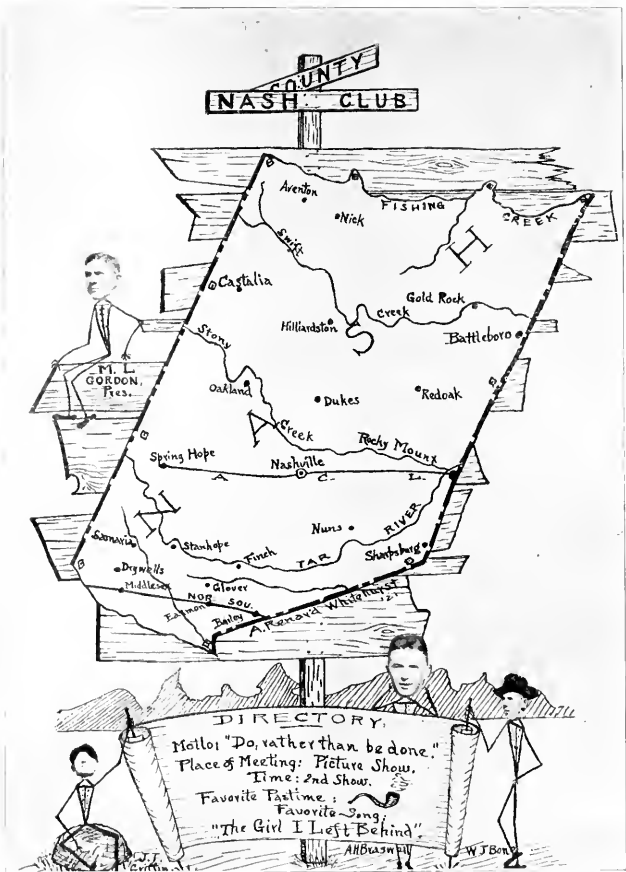 COUNTY
NASH CLUB
Aventon
Nick
FISHING CREEK
Swift Creek
N A S H
Castalia
Gold Rock
Hilliardston
Battleboro
M. L.
GORDON,
Pres.
Stony Creek
Oakland
Dukes
Redoak
Rocky Mount
Spring Hope
Nashville
A. C. L.
Nuns
TAR RIVER
Stanhope
Finch
Sharpsburg
Samaria
Drywells
Middlesex
Glover
NOR. SOU.
Eapmon
Bailey
A. Renard Whitehurst
'21'
DIRECTORY.
Motto: "Do, rather than be done."
Place of Meeting: Picture Show.
Time: 2nd Show.
Favorite Pastime:
Favorite Song,
"The Girl I Left Behind".
J. J.
Griffin
A H Braswell
W J Bone